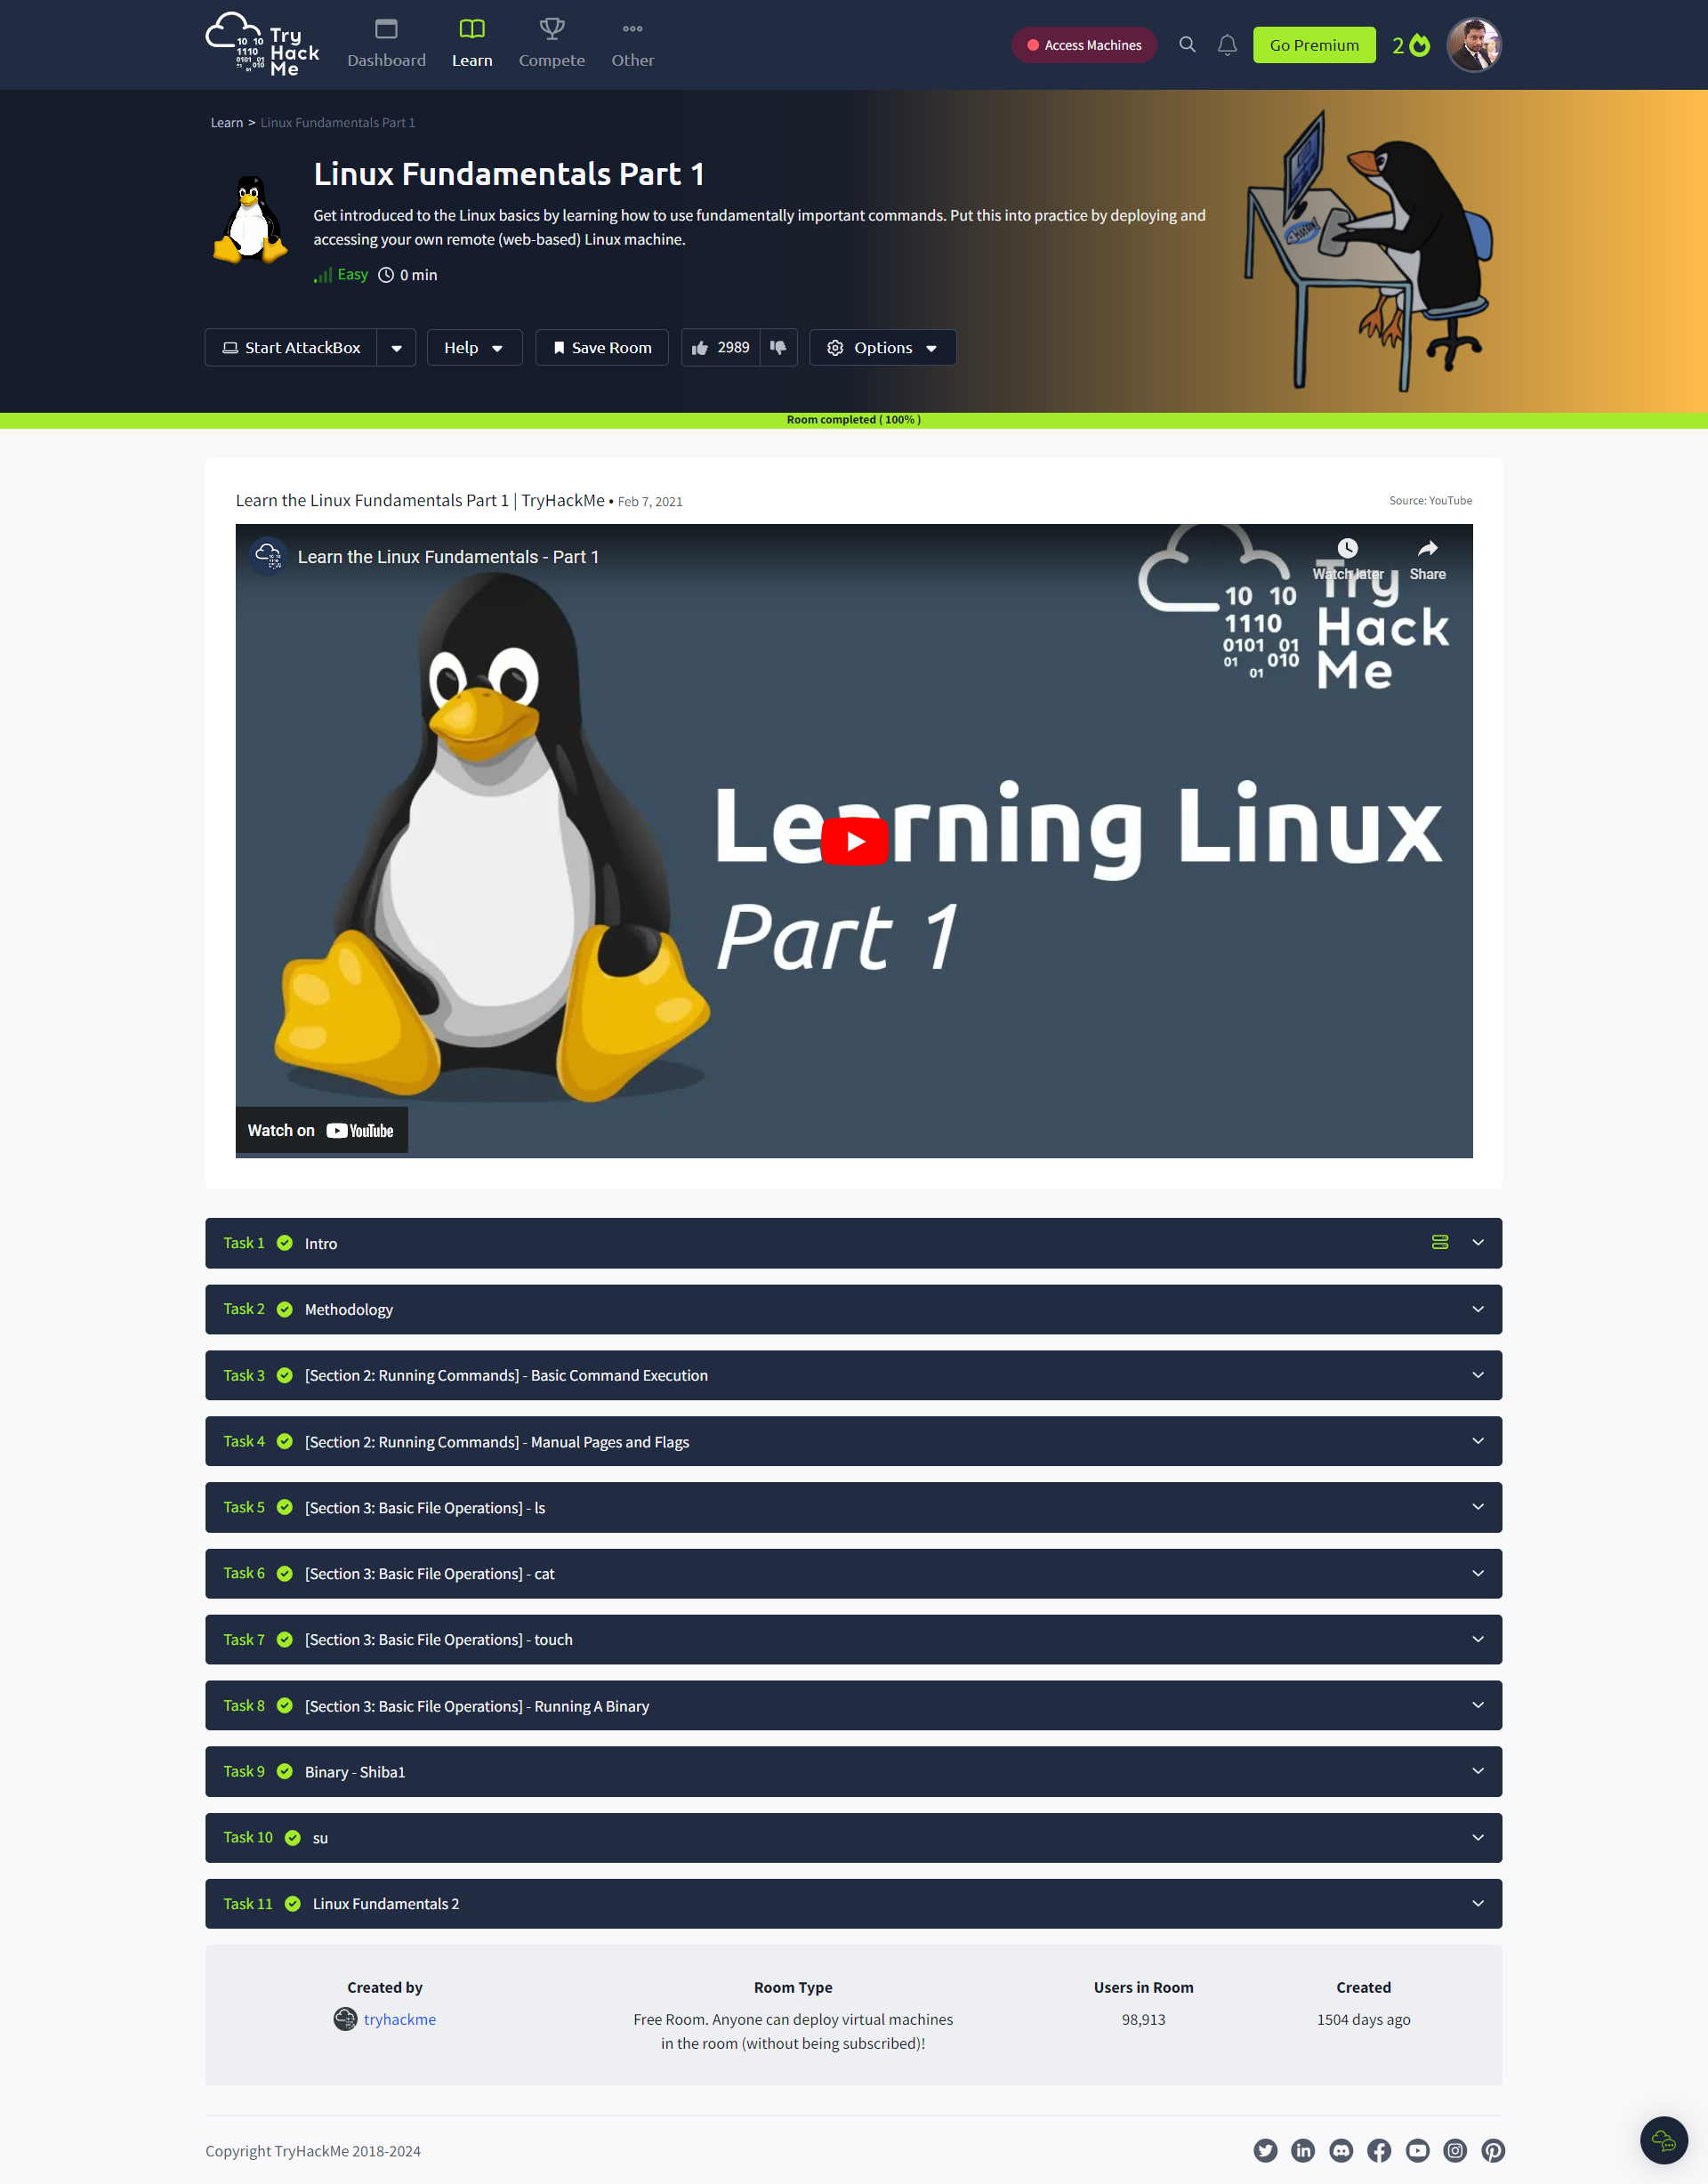 Try
Hack
Me
10 10
1110
0101 01
01 010
01
Dashboard
Learn
Compete
Other
Access Machines
Go Premium
2
Learn > Linux Fundamentals Part 1
Linux Fundamentals Part 1
Get introduced to the Linux basics by learning how to use fundamentally important commands. Put this into practice by deploying and
accessing your own remote (web-based) Linux machine.
Easy 0 min
Start AttackBox
Help
Save Room
2989
Options
Room completed ( 100% )
Learn the Linux Fundamentals Part 1 | TryHackMe • Feb 7, 2021
Source: YouTube
Learn the Linux Fundamentals - Part 1
Watch later
Share
10 10
1110
0101 01
01 010
01
Try
Hack
Me
Learning Linux
Part 1
Watch on YouTube
Task 1 Intro
Task 2 Methodology
Task 3 [Section 2: Running Commands] - Basic Command Execution
Task 4 [Section 2: Running Commands] - Manual Pages and Flags
Task 5 [Section 3: Basic File Operations] - ls
Task 6 [Section 3: Basic File Operations] - cat
Task 7 [Section 3: Basic File Operations] - touch
Task 8 [Section 3: Basic File Operations] - Running A Binary
Task 9 Binary - Shiba1
Task 10 su
Task 11 Linux Fundamentals 2
Created by
tryhackme
Room Type
Free Room. Anyone can deploy virtual machines
in the room (without being subscribed)!
Users in Room
98,913
Created
1504 days ago
Copyright TryHackMe 2018-2024